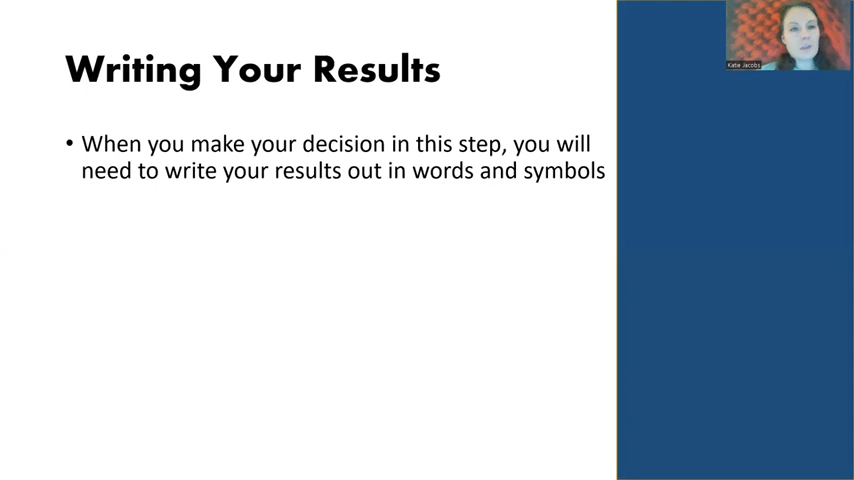 Writing Your Results
• When you make your decision in this step, you will
need to write your results out in words and symbols
Katie Jacobs